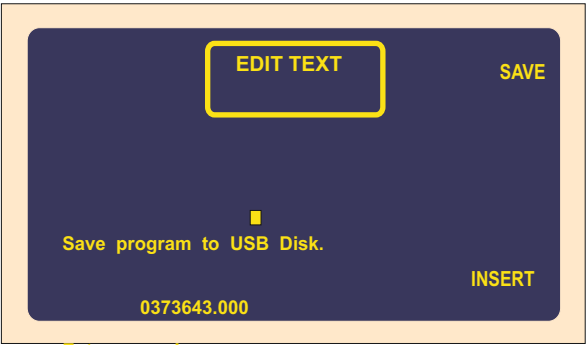 EDIT TEXT
SAVE
Save program to USB Disk.
INSERT
0373643.000